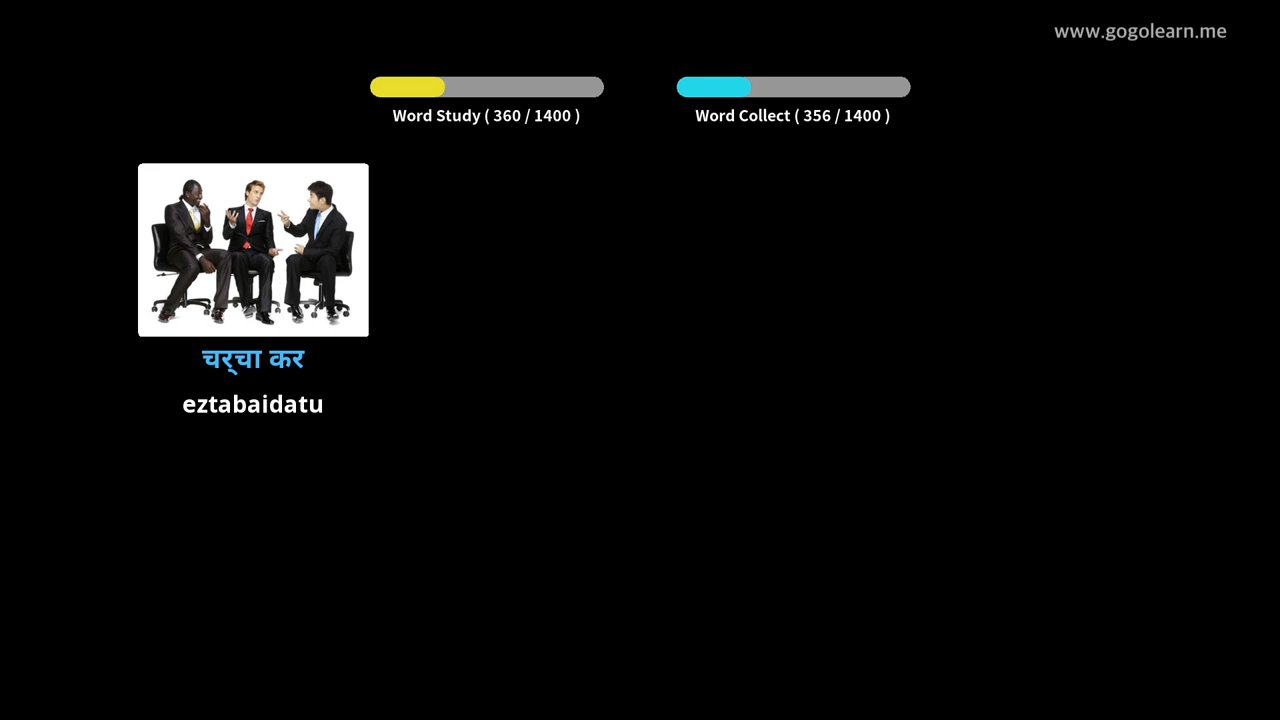 www.gogolearn.me
Word Study ( 360 / 1400 )
Word Collect ( 356 / 1400 )
चर्‍चा कर
eztabaidatu